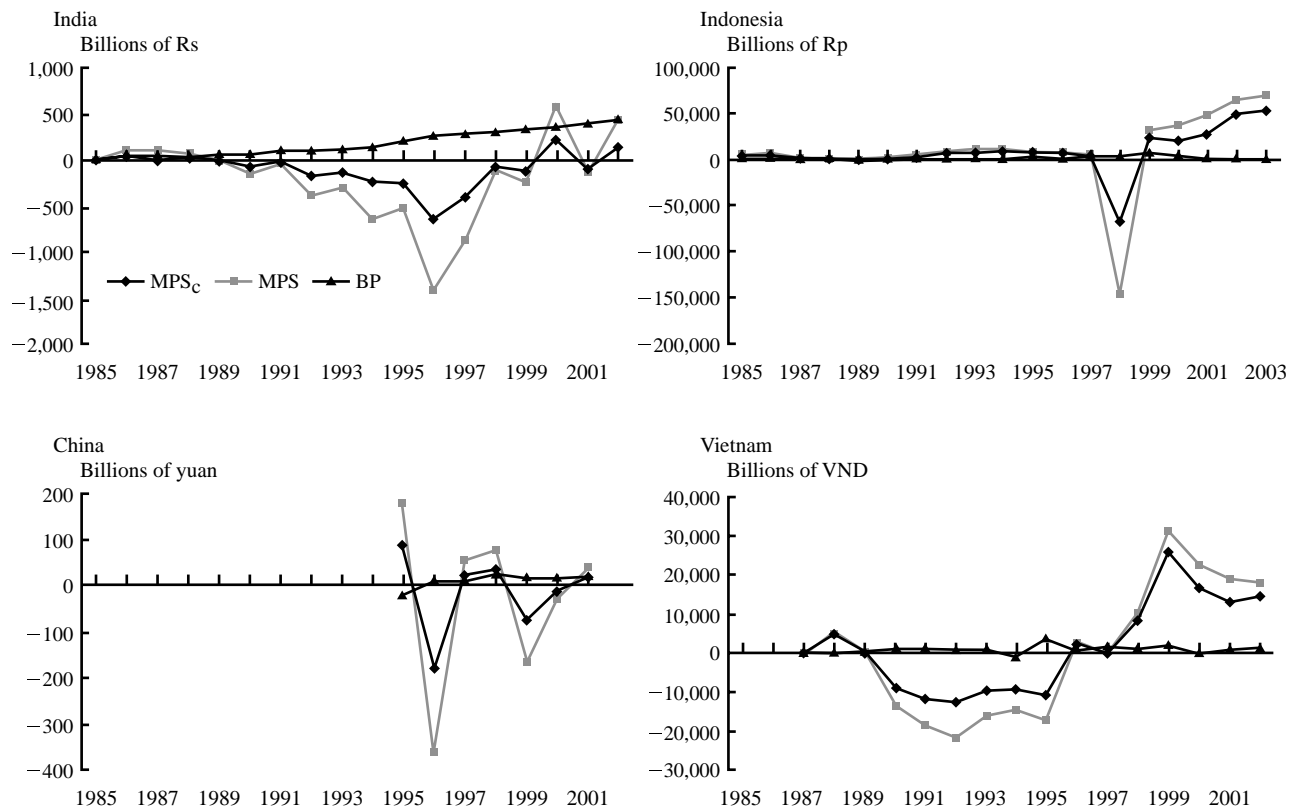 India
Billions of Rs
1,000
500
0
−500
−1,000
−1,500
−2,000
MPSc MPS BP
1985 1987 1989 1991 1993 1995 1997 1999 2001
Indonesia
Billions of Rp
100,000
50,000
0
−50,000
−100,000
−150,000
−200,000
1985 1987 1989 1991 1993 1995 1997 1999 2001 2003
China
Billions of yuan
200
100
0
−100
−200
−300
−400
1985 1987 1989 1991 1993 1995 1997 1999 2001
Vietnam
Billions of VND
40,000
30,000
20,000
10,000
0
−10,000
−20,000
−30,000
1985 1987 1989 1991 1993 1995 1997 1999 2001